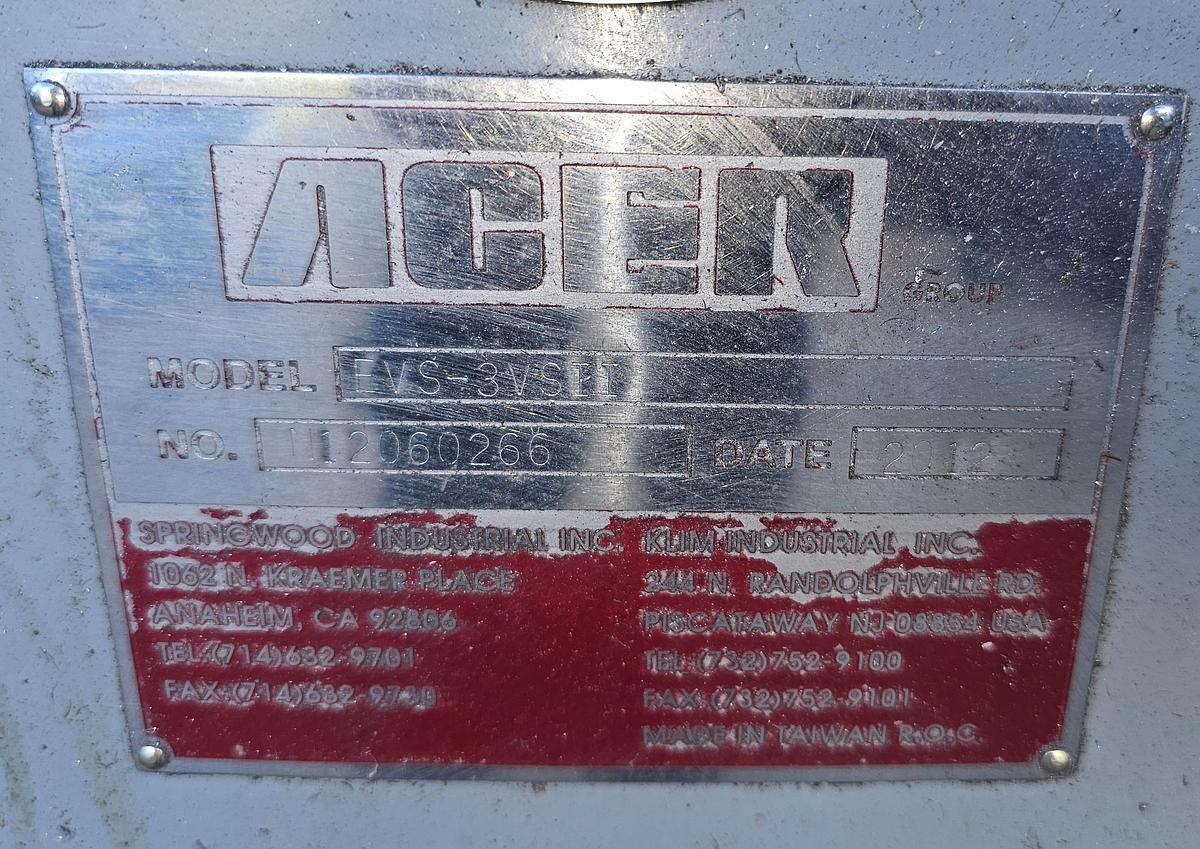 ACER
GROUP
MODEL EVS-3VSII
NO. 112060266 DATE 2012
SPRINGWOOD INDUSTRIAL INC.
1062 N. KRAEMER PLACE
ANAHEIM, CA 92806
TEL:(714)632-9701
FAX:(714)632-9730
KLIM INDUSTRIAL INC.
244 N. RANDOLPHVILLE RD.
PISCATAWAY NJ 08854 USA
TEL:(732)752-9100
FAX:(732)752-9101
MADE IN TAIWAN R.O.C.